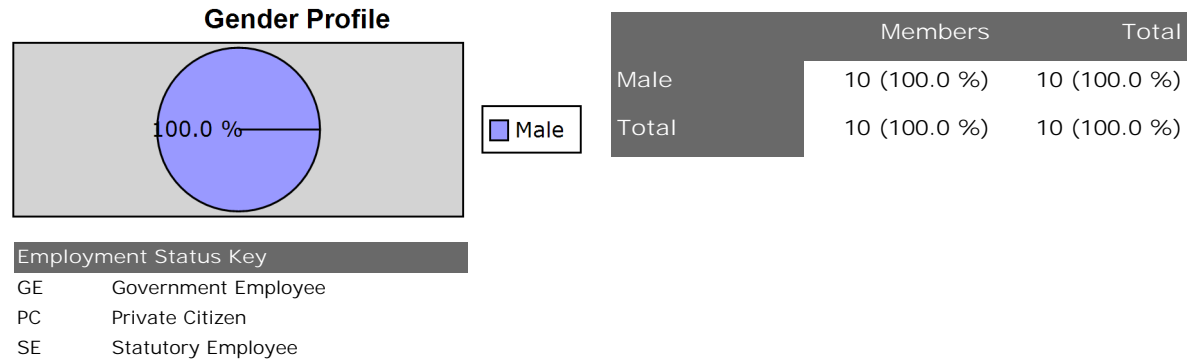 Gender Profile
100.0 %
Male
Members Total
Male 10 (100.0 %) 10 (100.0 %)
Total 10 (100.0 %) 10 (100.0 %)
Employment Status Key
GE Government Employee
PC Private Citizen
SE Statutory Employee